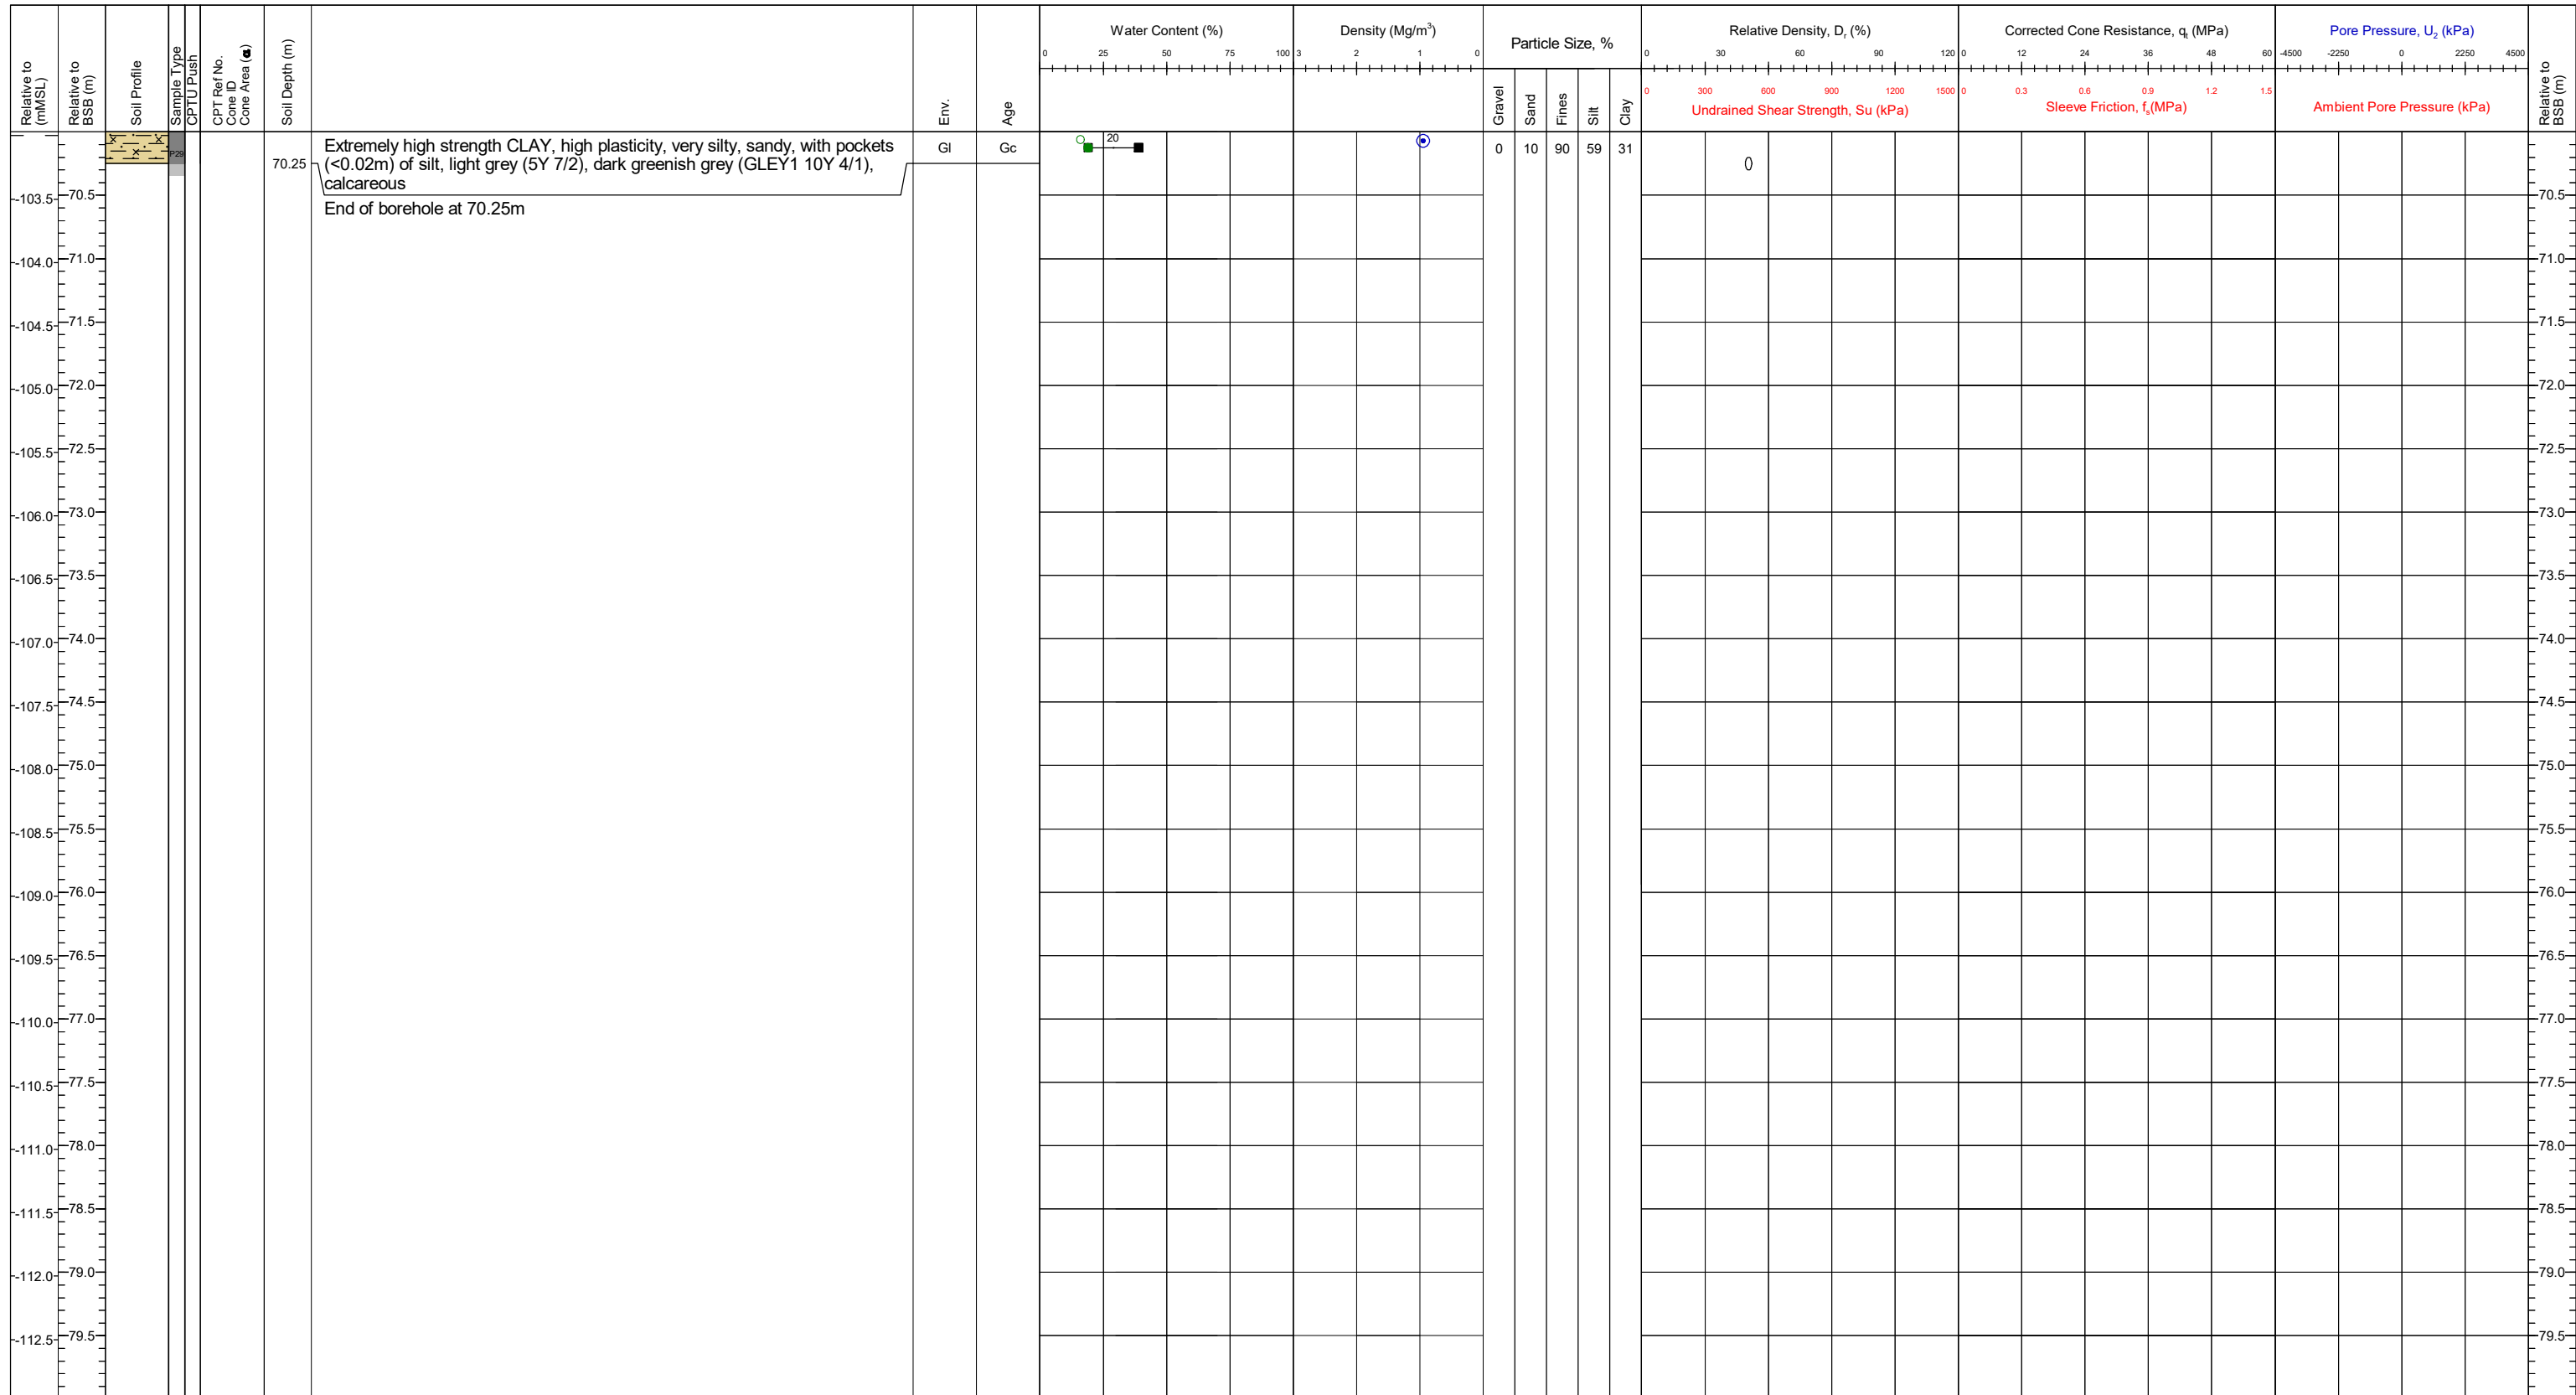 Relative to
(mMSL)
Relative to
BSB (m)
Soil Profile
Sample Type
CPTU Push
CPT Ref No.
Cone ID
Cone Area (α)
Soil Depth (m)
Env.
Age
Water Content (%)
0 25 50 75 100
Density (Mg/m³)
3 2 1 0
Particle Size, %
Gravel
Sand
Fines
Silt
Clay
Relative Density, Dr (%)
0 30 60 90 120
0 300 600 900 1200 1500
Undrained Shear Strength, Su (kPa)
Corrected Cone Resistance, qt (MPa)
0 12 24 36 48 60
0 0.3 0.6 0.9 1.2 1.5
Sleeve Friction, fs(MPa)
Pore Pressure, U2 (kPa)
-4500 -2250 0 2250 4500
Ambient Pore Pressure (kPa)
Relative to
BSB (m)
P29
70.25
Extremely high strength CLAY, high plasticity, very silty, sandy, with pockets
(<0.02m) of silt, light grey (5Y 7/2), dark greenish grey (GLEY1 10Y 4/1),
calcareous
Gl
Gc
20
0 10 90 59 31
End of borehole at 70.25m
-103.5 70.5 70.5
-104.0 71.0 71.0
-104.5 71.5 71.5
-105.0 72.0 72.0
-105.5 72.5 72.5
-106.0 73.0 73.0
-106.5 73.5 73.5
-107.0 74.0 74.0
-107.5 74.5 74.5
-108.0 75.0 75.0
-108.5 75.5 75.5
-109.0 76.0 76.0
-109.5 76.5 76.5
-110.0 77.0 77.0
-110.5 77.5 77.5
-111.0 78.0 78.0
-111.5 78.5 78.5
-112.0 79.0 79.0
-112.5 79.5 79.5